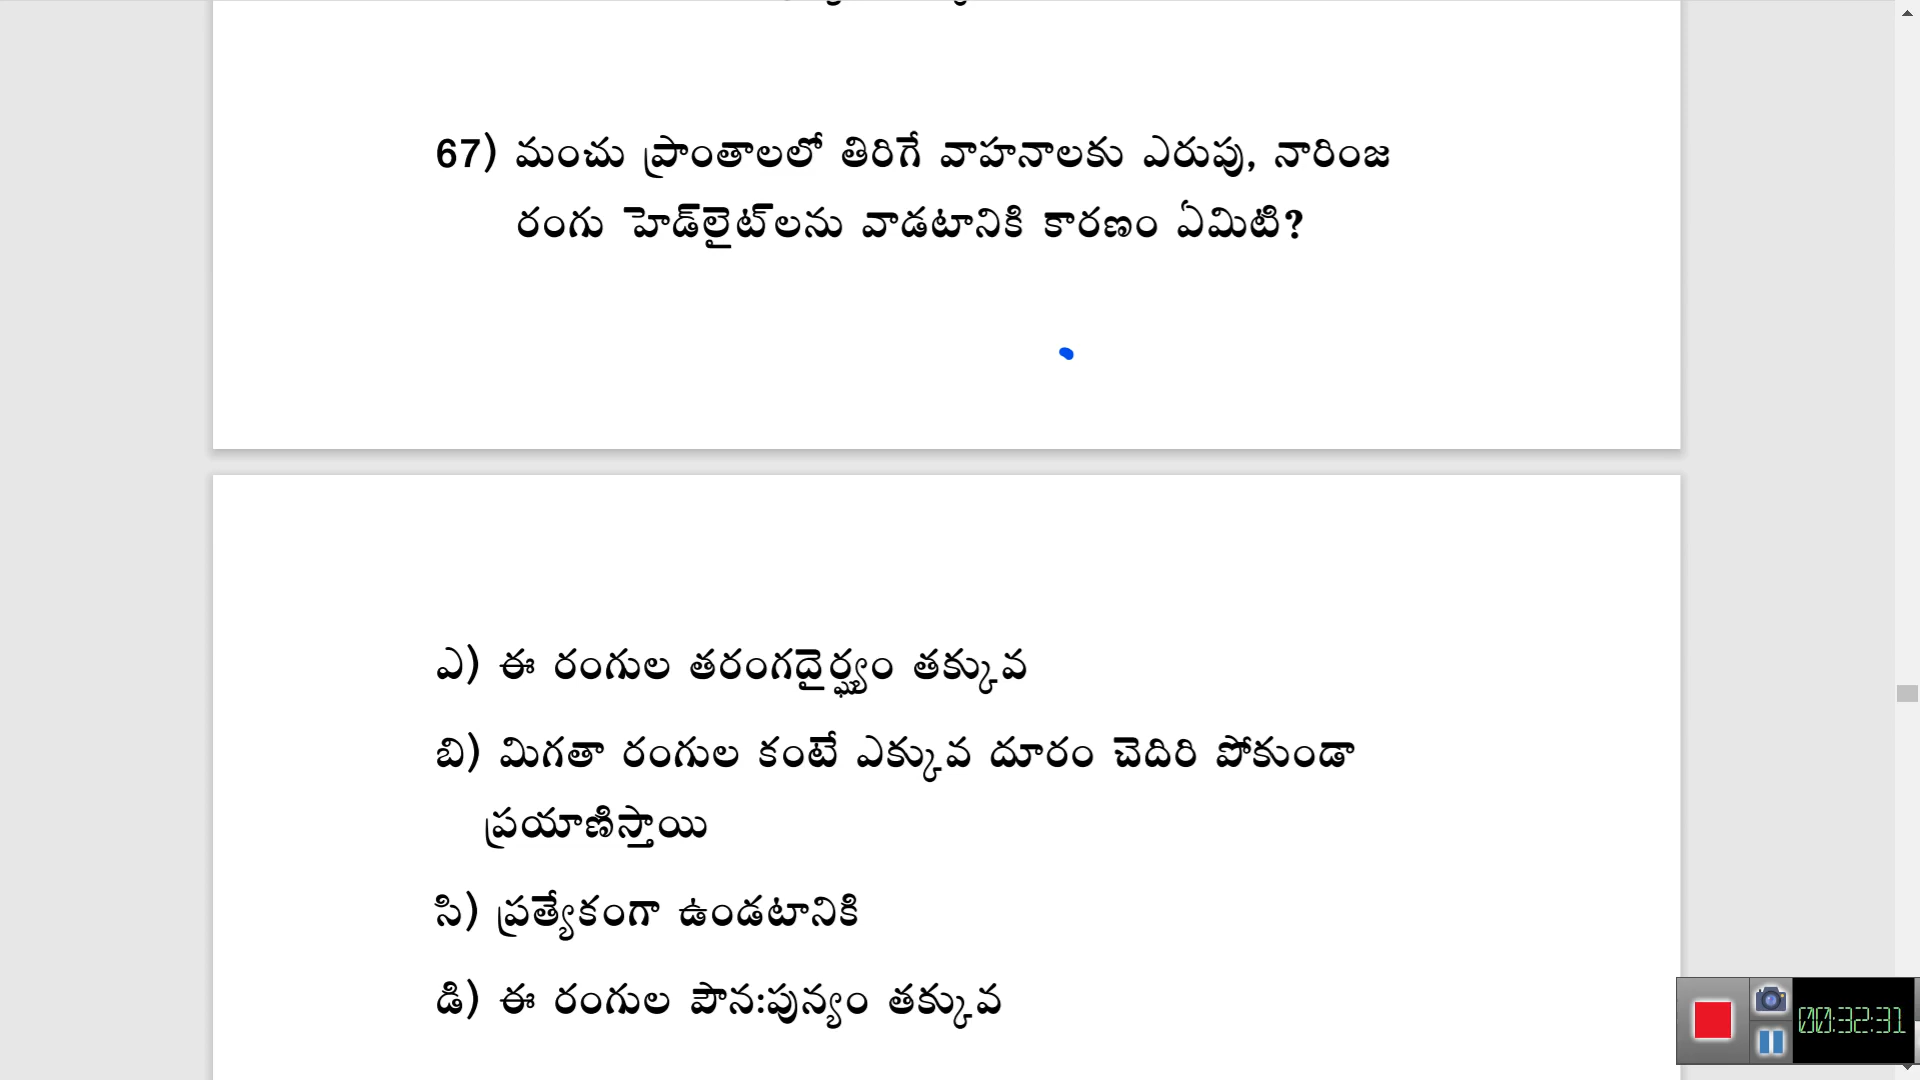 67) మంచు ప్రాంతాలలో తిరిగే వాహనాలకు ఎరుపు, నారింజ
రంగు హెడ్‌లైట్‌లను వాడటానికి కారణం ఏమిటి?
ఎ) ఈ రంగుల తరంగదైర్ఘ్యం తక్కువ
బి) మిగతా రంగుల కంటే ఎక్కువ దూరం చెదిరి పోకుండా
ప్రయాణిస్తాయి
సి) ప్రత్యేకంగా ఉండటానికి
డి) ఈ రంగుల పౌన:పున్యం తక్కువ
00:32:31